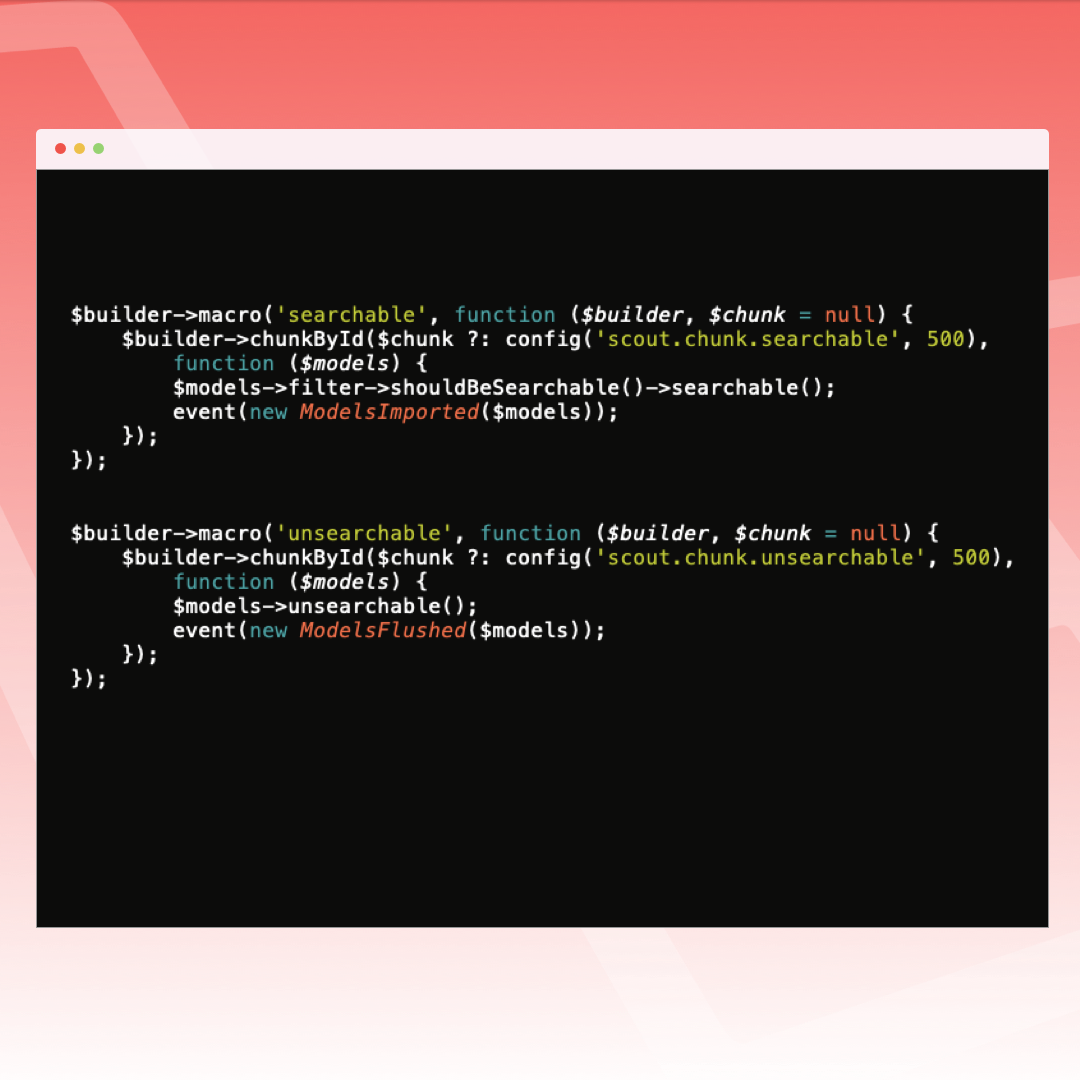 $builder->macro('searchable', function ($builder, $chunk = null) {
    $builder->chunkById($chunk ?: config('scout.chunk.searchable', 500),
        function ($models) {
        $models->filter->shouldBeSearchable()->searchable();
        event(new ModelsImported($models));
    });
});
$builder->macro('unsearchable', function ($builder, $chunk = null) {
    $builder->chunkById($chunk ?: config('scout.chunk.unsearchable', 500),
        function ($models) {
        $models->unsearchable();
        event(new ModelsFlushed($models));
    });
});